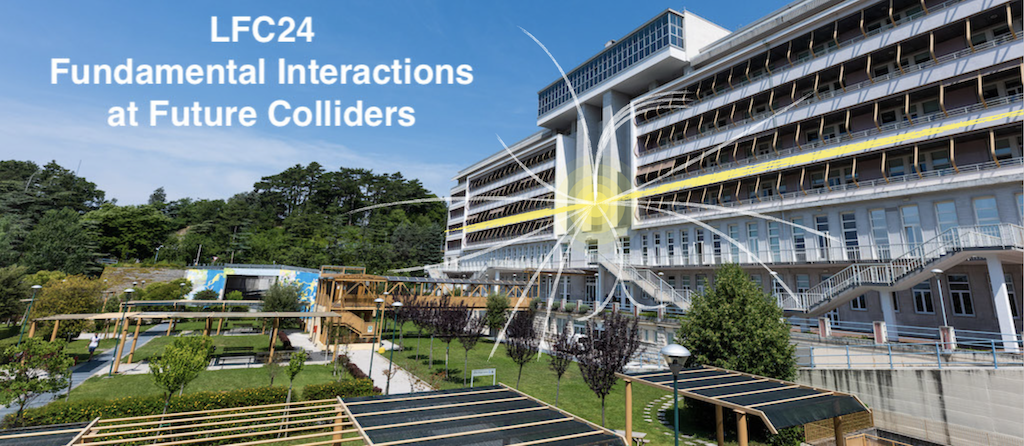 LFC24
Fundamental Interactions
at Future Colliders